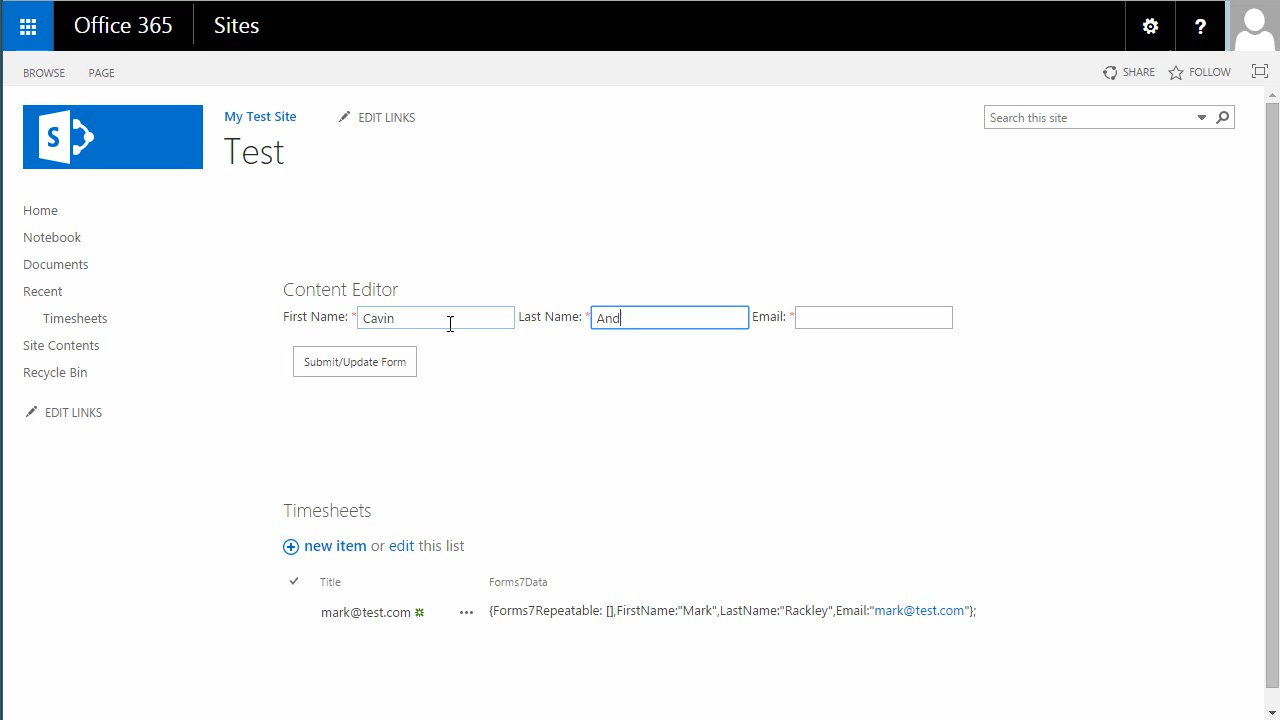 Office 365 Sites ?
BROWSE PAGE SHARE FOLLOW
S
My Test Site EDIT LINKS Search this site
Test
Home
Notebook
Documents
Recent
Timesheets
Site Contents
Recycle Bin
EDIT LINKS
Content Editor
First Name: * Cavin Last Name: * And Email: *
Submit/Update Form
Timesheets
new item or edit this list
Title Forms7Data
mark@test.com ... {Forms7Repeatable: [],FirstName:"Mark",LastName:"Rackley",Email:"mark@test.com"};